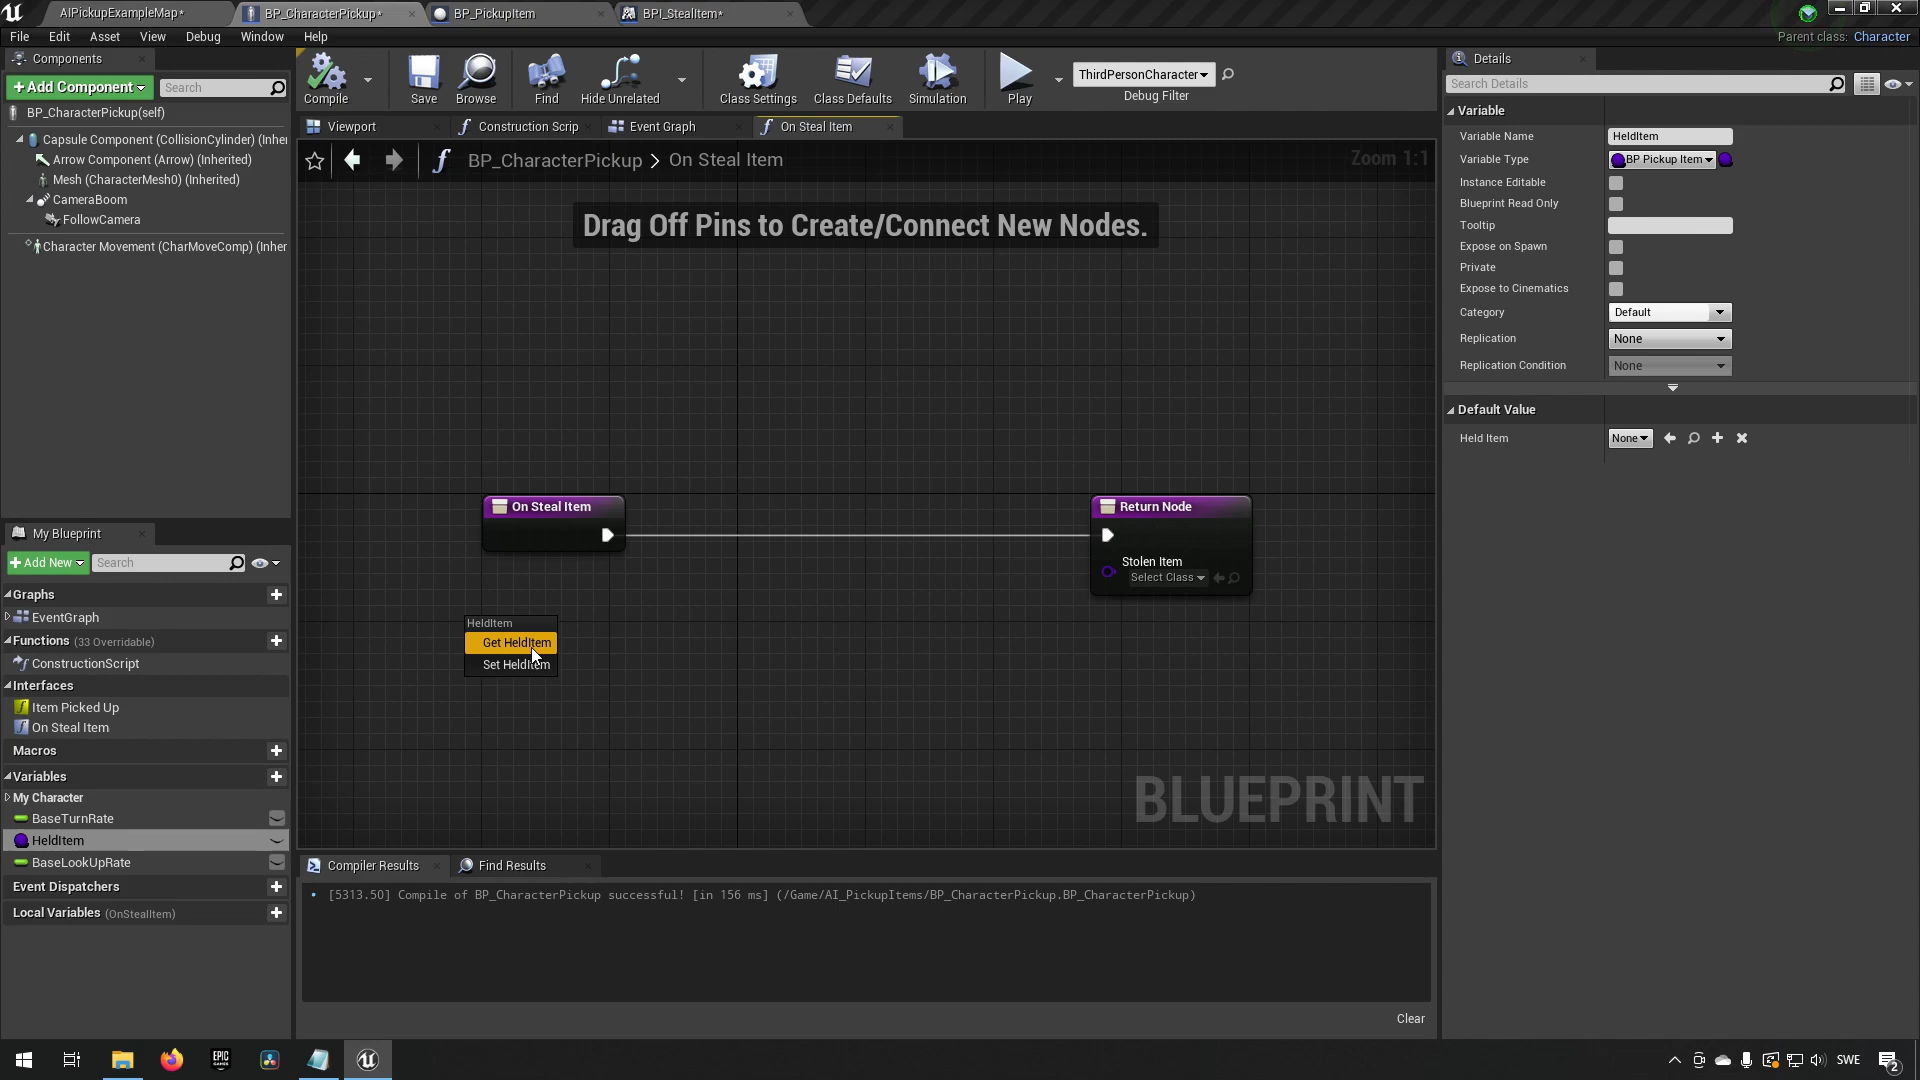 AIPickupExampleMap*
BP_CharacterPickup*
BP_PickupItem
BPI_StealItem*
File Edit Asset View Debug Window Help
Parent class: Character
Components
+Add Component
Search
BP_CharacterPickup(self)
Capsule Component (CollisionCylinder) (Inher
Arrow Component (Arrow) (Inherited)
Mesh (CharacterMesh0) (Inherited)
CameraBoom
FollowCamera
Character Movement (CharMoveComp) (Inher
Compile
Save
Browse
Find
Hide Unrelated
Class Settings
Class Defaults
Simulation
Play
ThirdPersonCharacter
Debug Filter
Viewport
Construction Scrip
Event Graph
On Steal Item
BP_CharacterPickup > On Steal Item
Zoom 1:1
Drag Off Pins to Create/Connect New Nodes.
On Steal Item
Return Node
Stolen Item
Select Class
HeldItem
Get HeldItem
Set HeldItem
BLUEPRINT
My Blueprint
+Add New
Search
Graphs
EventGraph
Functions (33 Overridable)
ConstructionScript
Interfaces
Item Picked Up
On Steal Item
Macros
Variables
My Character
BaseTurnRate
HeldItem
BaseLookUpRate
Event Dispatchers
Local Variables (OnStealItem)
Compiler Results
Find Results
[5313.50] Compile of BP_CharacterPickup successful! [in 156 ms] (/Game/AI_PickupItems/BP_CharacterPickup.BP_CharacterPickup)
Clear
Details
Search Details
Variable
Variable Name HeldItem
Variable Type BP Pickup Item
Instance Editable
Blueprint Read Only
Tooltip
Expose on Spawn
Private
Expose to Cinematics
Category Default
Replication None
Replication Condition None
Default Value
Held Item None
EPIC
GAMES
SWE
2